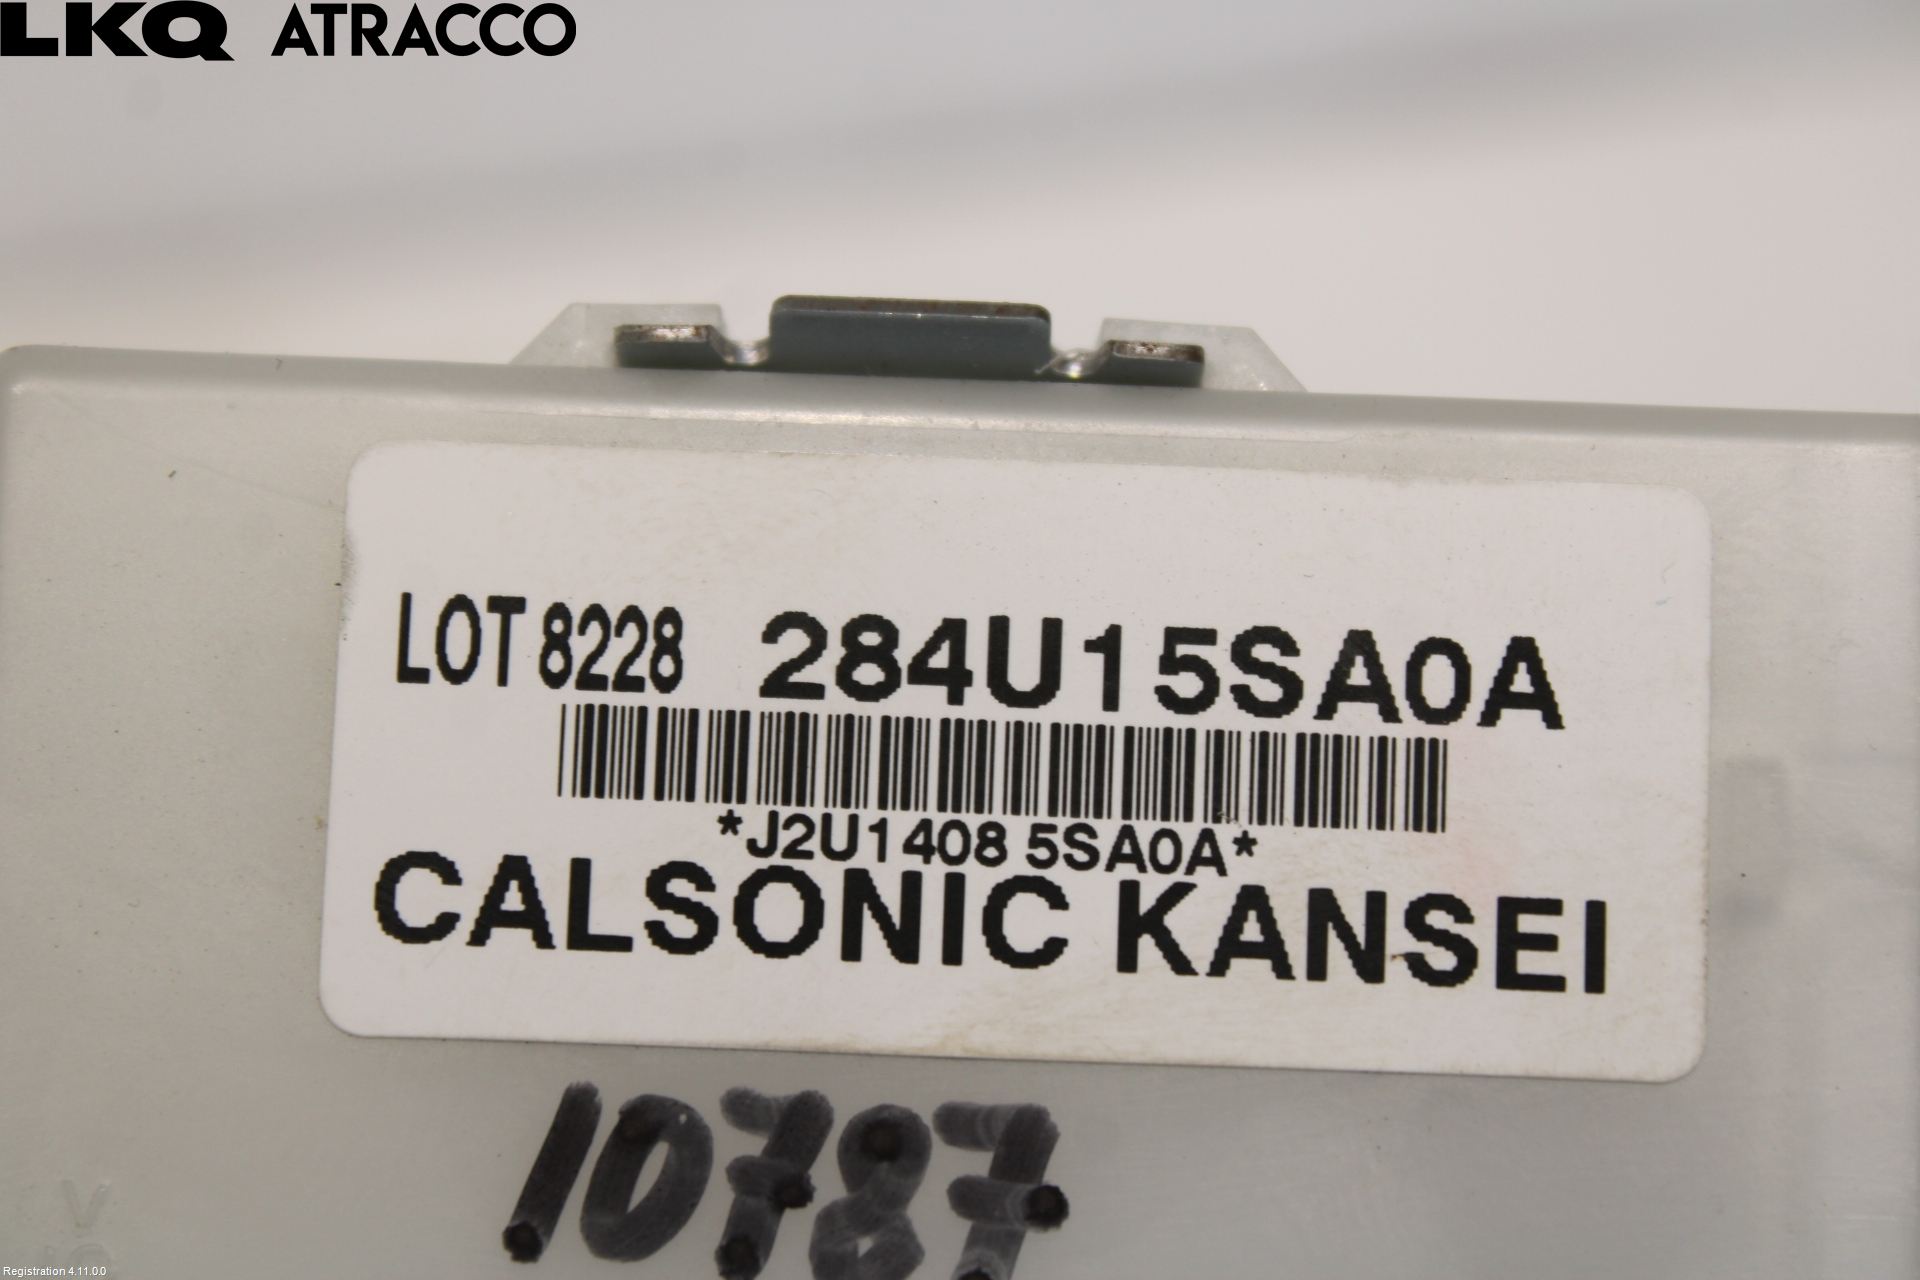 LKQ ATRACCO
LOT 8228 284U15SA0A
*J2U1408 5SA0A*
CALSONIC KANSEI
10787
V
Registration 4.11.0.0